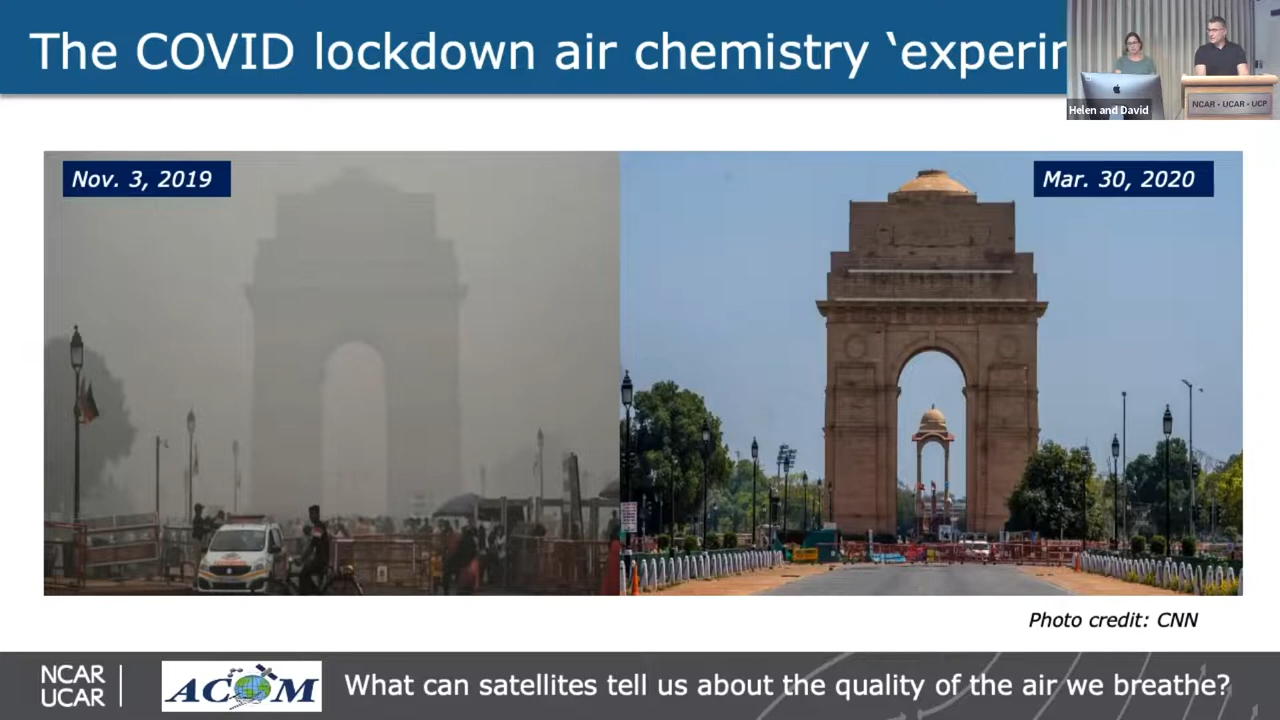 The COVID lockdown air chemistry ‘experi
Helen and David
NCAR • UCAR • UCP
Nov. 3, 2019
Mar. 30, 2020
Photo credit: CNN
NCAR
UCAR
ACOM
What can satellites tell us about the quality of the air we breathe?